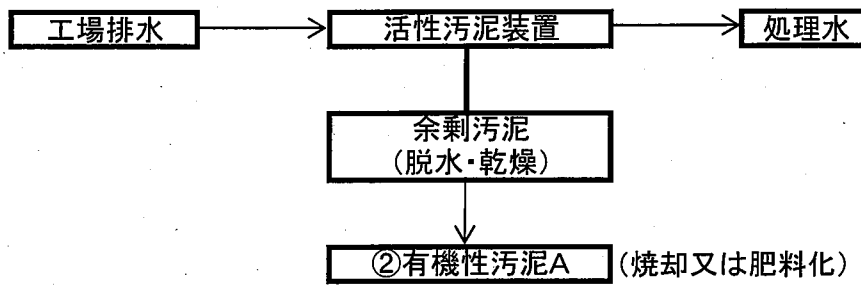 工場排水
活性汚泥装置
処理水
余剰汚泥
(脱水・乾燥)
②有機性汚泥A
(焼却又は肥料化)